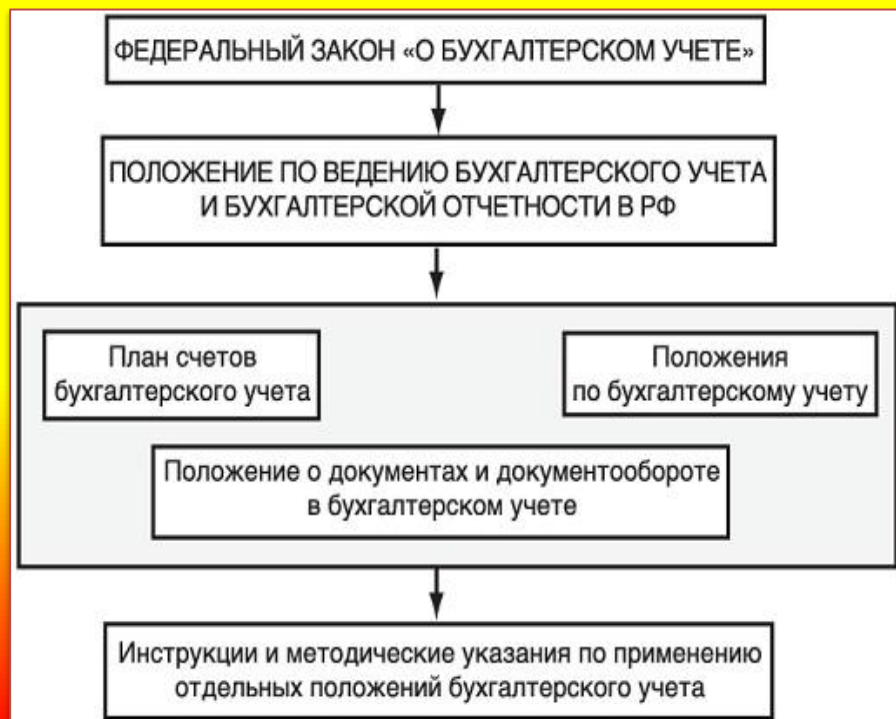 ФЕДЕРАЛЬНЫЙ ЗАКОН «О БУХГАЛТЕРСКОМ УЧЕТЕ»
ПОЛОЖЕНИЕ ПО ВЕДЕНИЮ БУХГАЛТЕРСКОГО УЧЕТА
И БУХГАЛТЕРСКОЙ ОТЧЕТНОСТИ В РФ
План счетов
бухгалтерского учета
Положения
по бухгалтерскому учету
Положение о документах и документообороте
в бухгалтерском учете
Инструкции и методические указания по применению
отдельных положений бухгалтерского учета